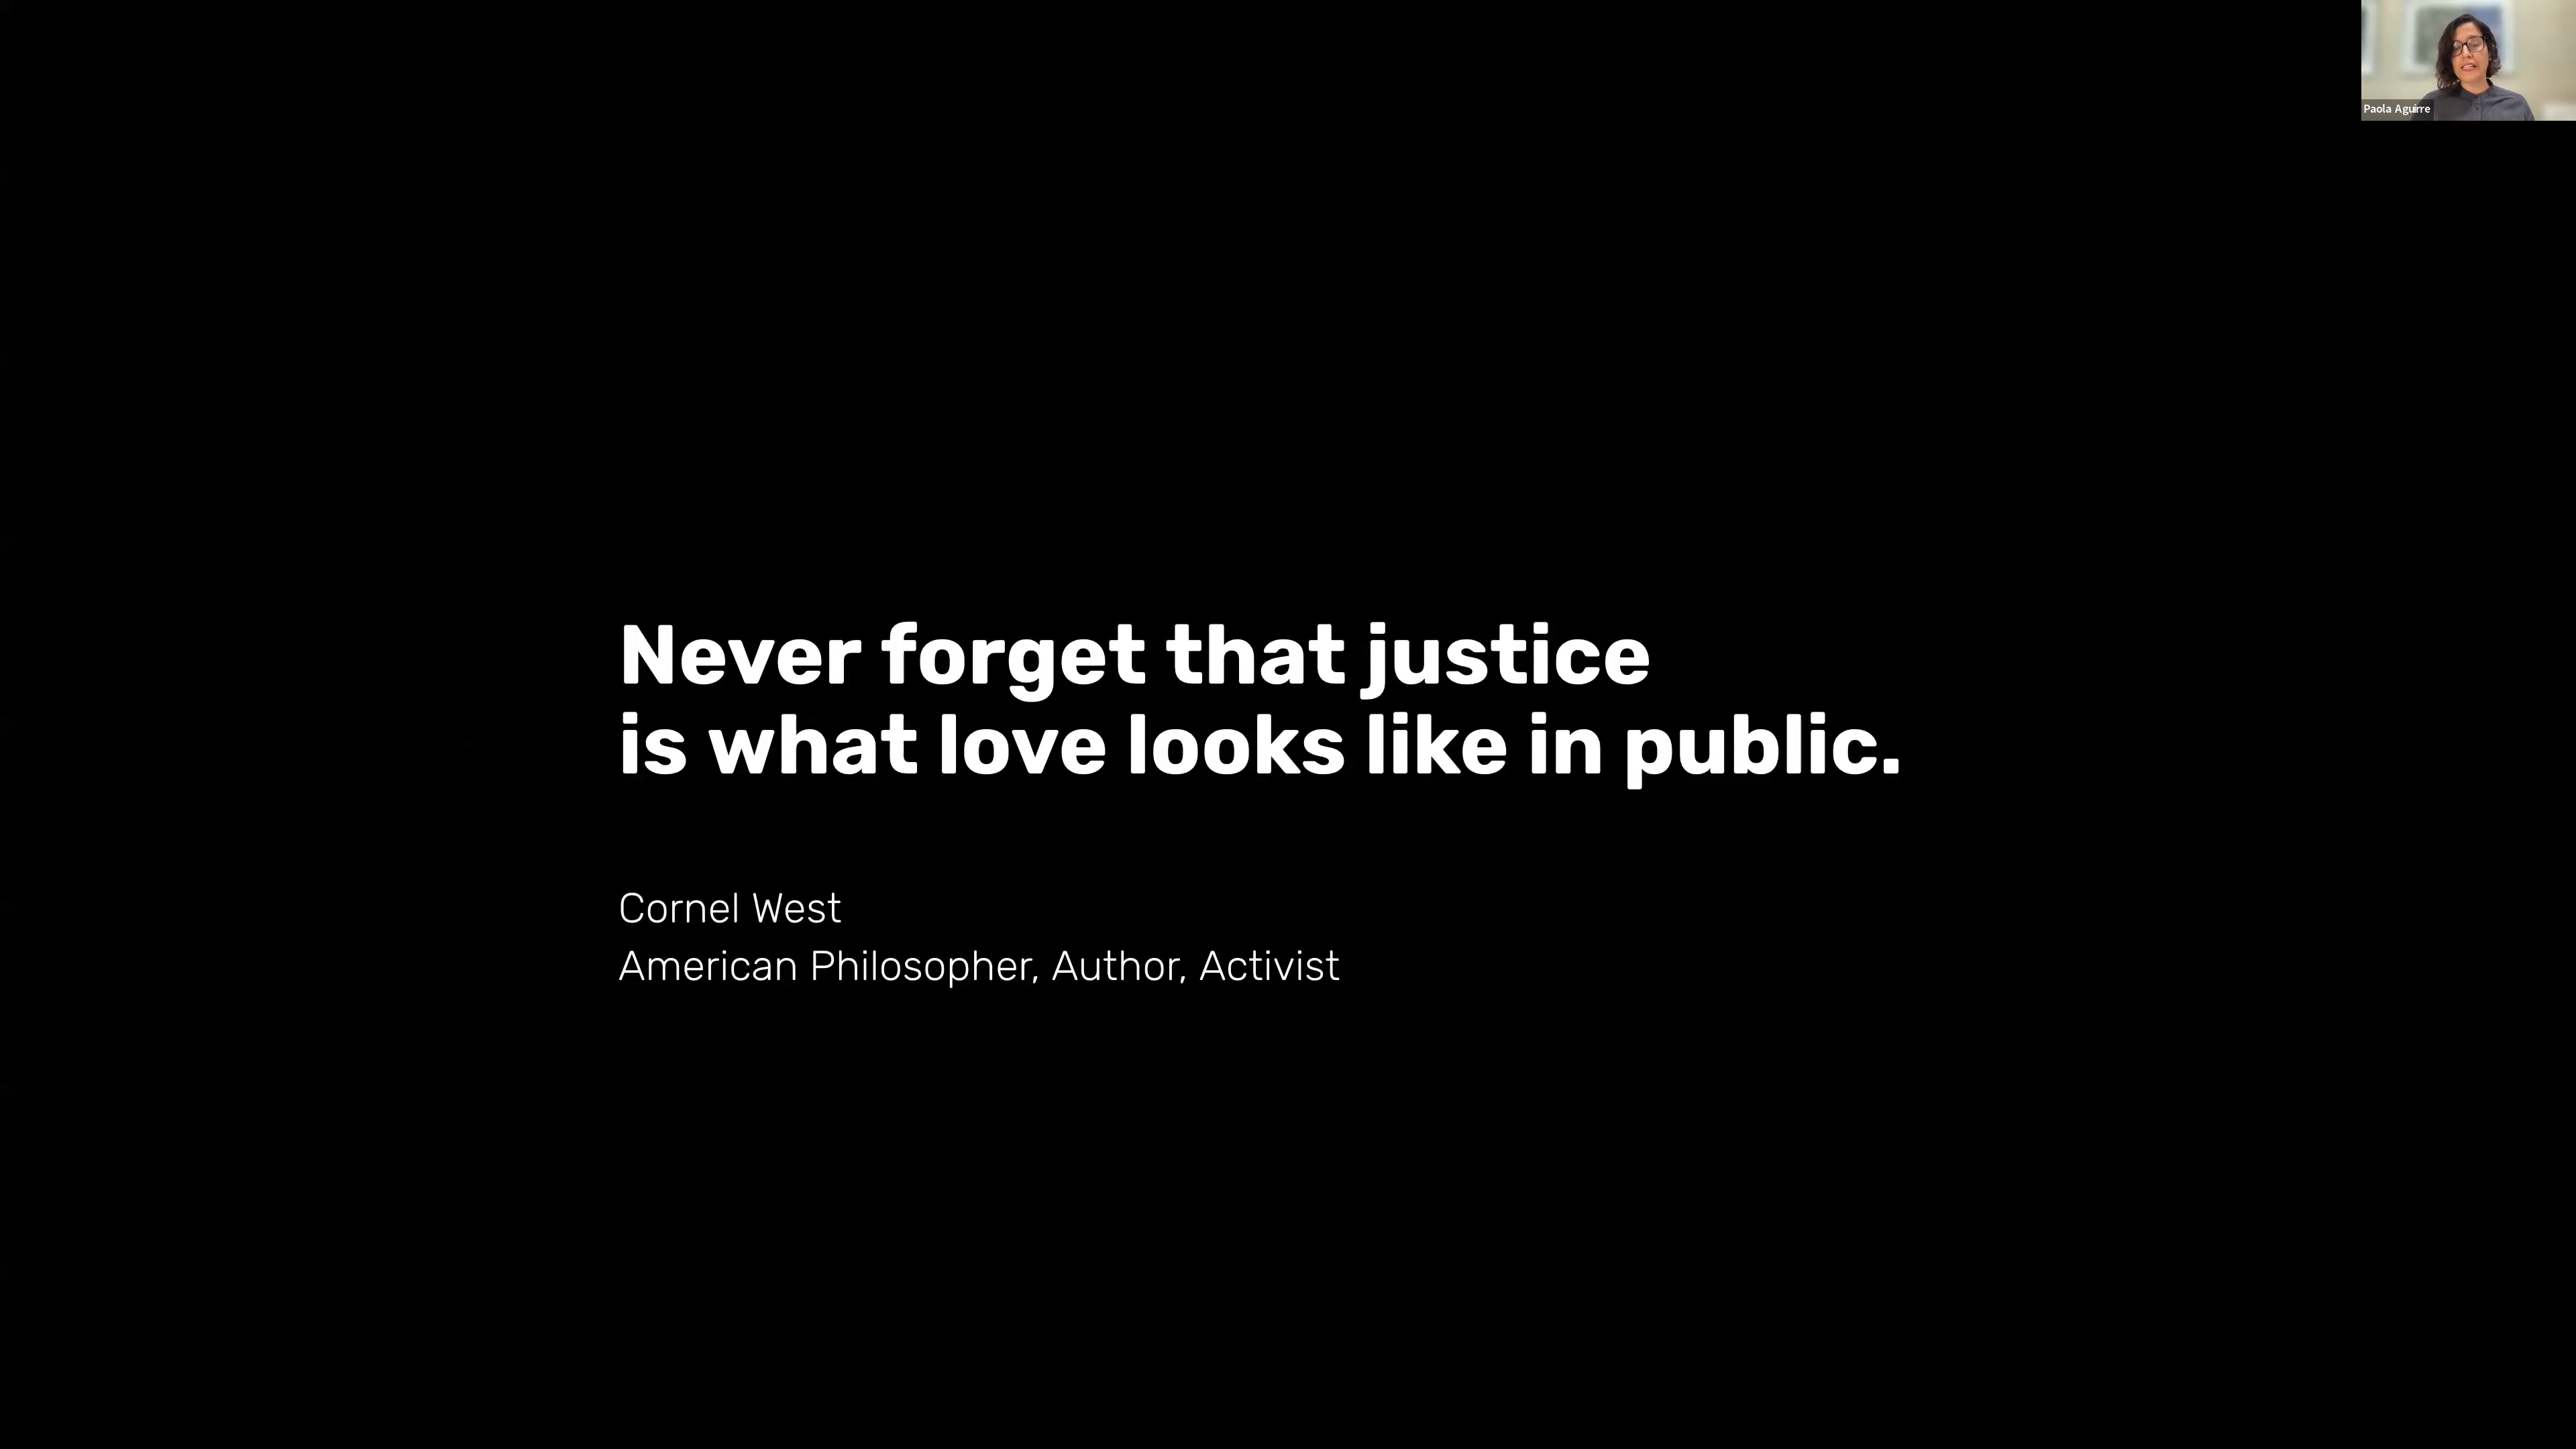 Paola Aguirre
Never forget that justice
is what love looks like in public.
Cornel West
American Philosopher, Author, Activist